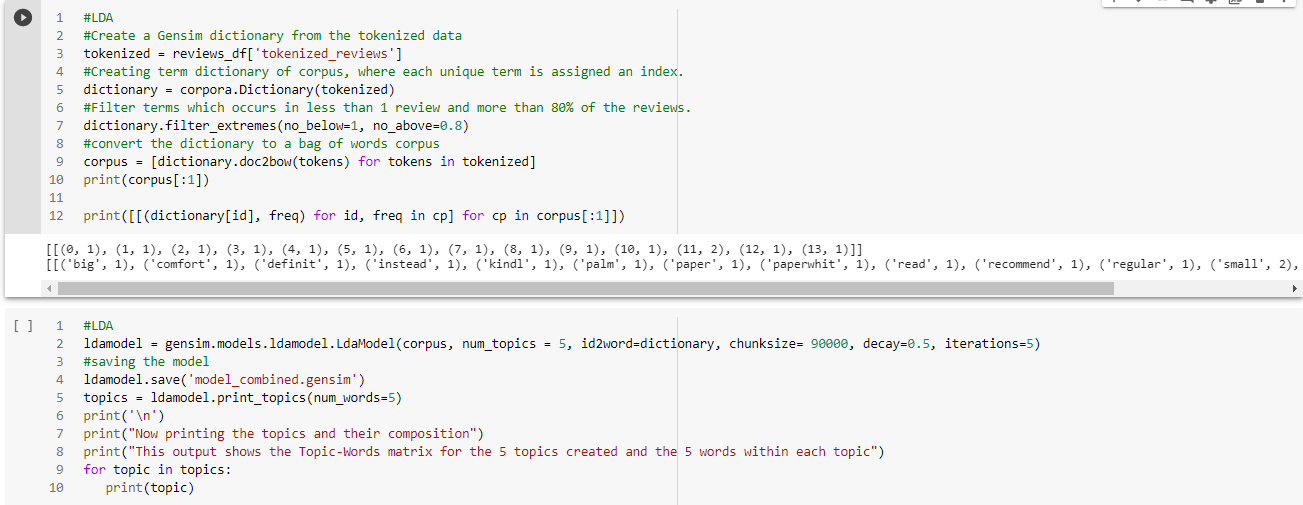 1 #LDA
2 #Create a Gensim dictionary from the tokenized data
3 tokenized = reviews_df['tokenized_reviews']
4 #Creating term dictionary of corpus, where each unique term is assigned an index.
5 dictionary = corpora.Dictionary(tokenized)
6 #Filter terms which occurs in less than 1 review and more than 80% of the reviews.
7 dictionary.filter_extremes(no_below=1, no_above=0.8)
8 #convert the dictionary to a bag of words corpus
9 corpus = [dictionary.doc2bow(tokens) for tokens in tokenized]
10 print(corpus[:1])
11
12 print([[(dictionary[id], freq) for id, freq in cp] for cp in corpus[:1]])
[[(0, 1), (1, 1), (2, 1), (3, 1), (4, 1), (5, 1), (6, 1), (7, 1), (8, 1), (9, 1), (10, 1), (11, 2), (12, 1), (13, 1)]]
[[('big', 1), ('comfort', 1), ('definit', 1), ('instead', 1), ('kindl', 1), ('palm', 1), ('paper', 1), ('paperwhit', 1), ('read', 1), ('recommend', 1), ('regular', 1), ('small', 2),
[ ] 1 #LDA
2 ldamodel = gensim.models.ldamodel.LdaModel(corpus, num_topics = 5, id2word=dictionary, chunksize= 90000, decay=0.5, iterations=5)
3 #saving the model
4 ldamodel.save('model_combined.gensim')
5 topics = ldamodel.print_topics(num_words=5)
6 print('\n')
7 print("Now printing the topics and their composition")
8 print("This output shows the Topic-Words matrix for the 5 topics created and the 5 words within each topic")
9 for topic in topics:
10 print(topic)